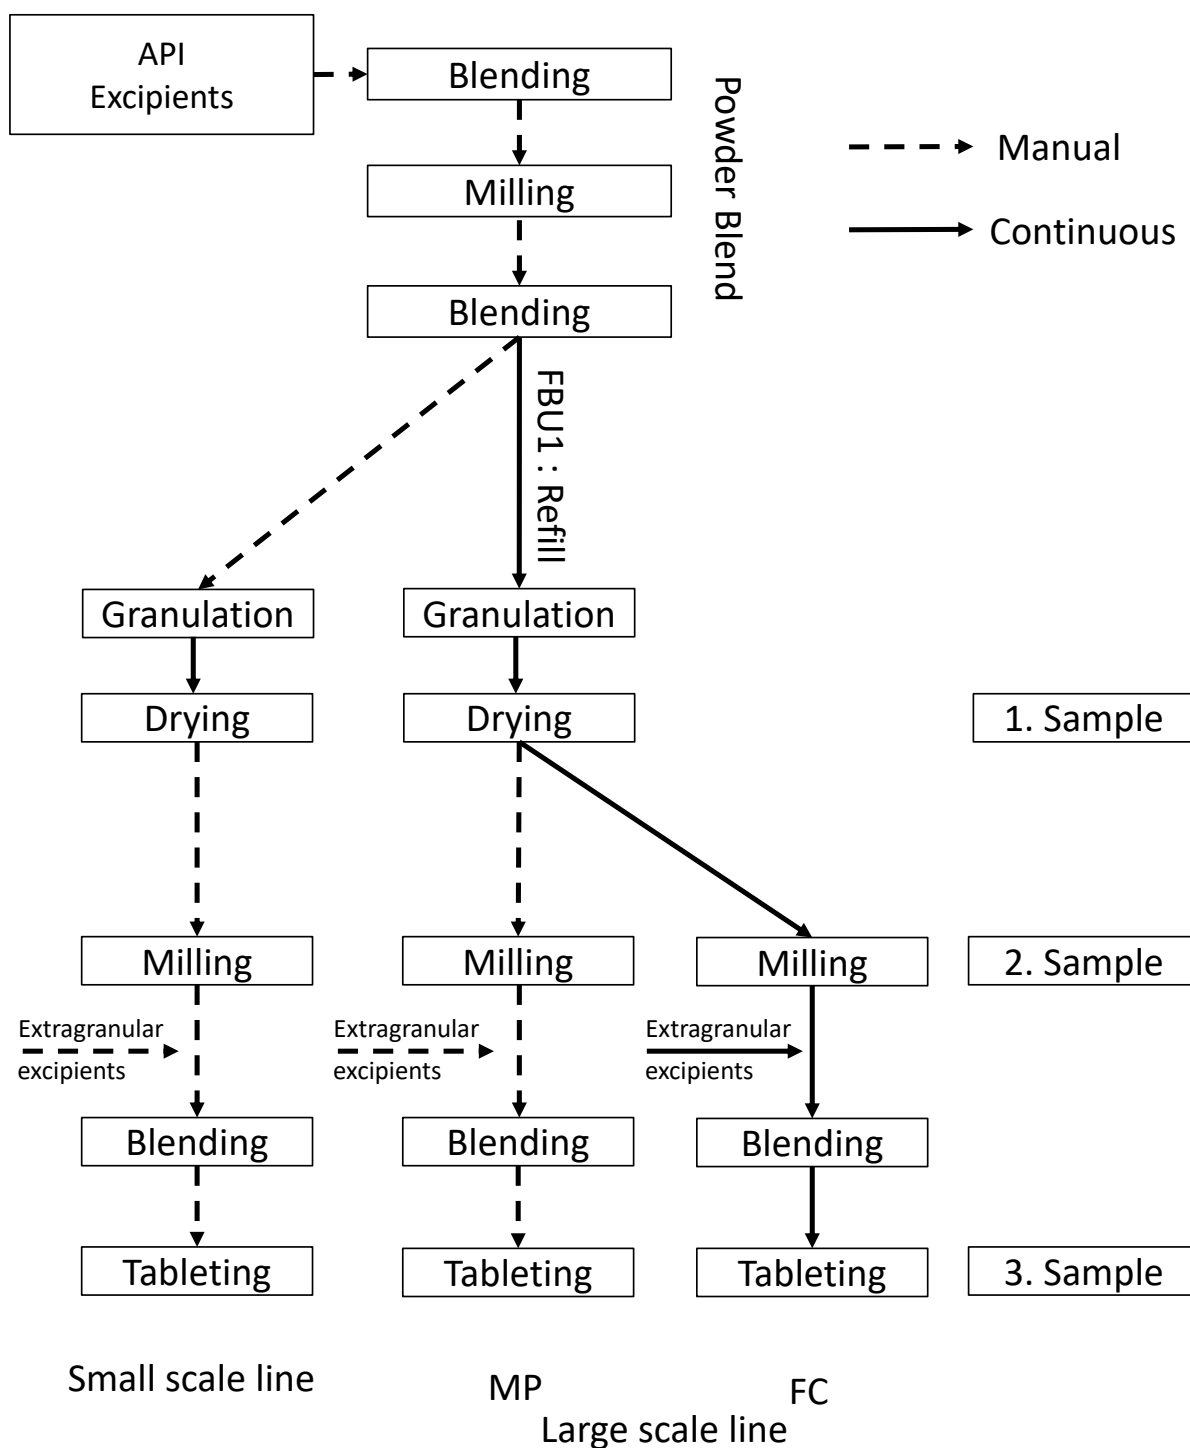 API
Excipients
Blending
Milling
Blending
Powder Blend
Manual
Continuous
FBU1 : Refill
Granulation
Granulation
Drying
Drying
1. Sample
Milling
Milling
Milling
2. Sample
Extragranular
excipients
Extragranular
excipients
Extragranular
excipients
Blending
Blending
Blending
Tableting
Tableting
Tableting
3. Sample
Small scale line
MP
FC
Large scale line